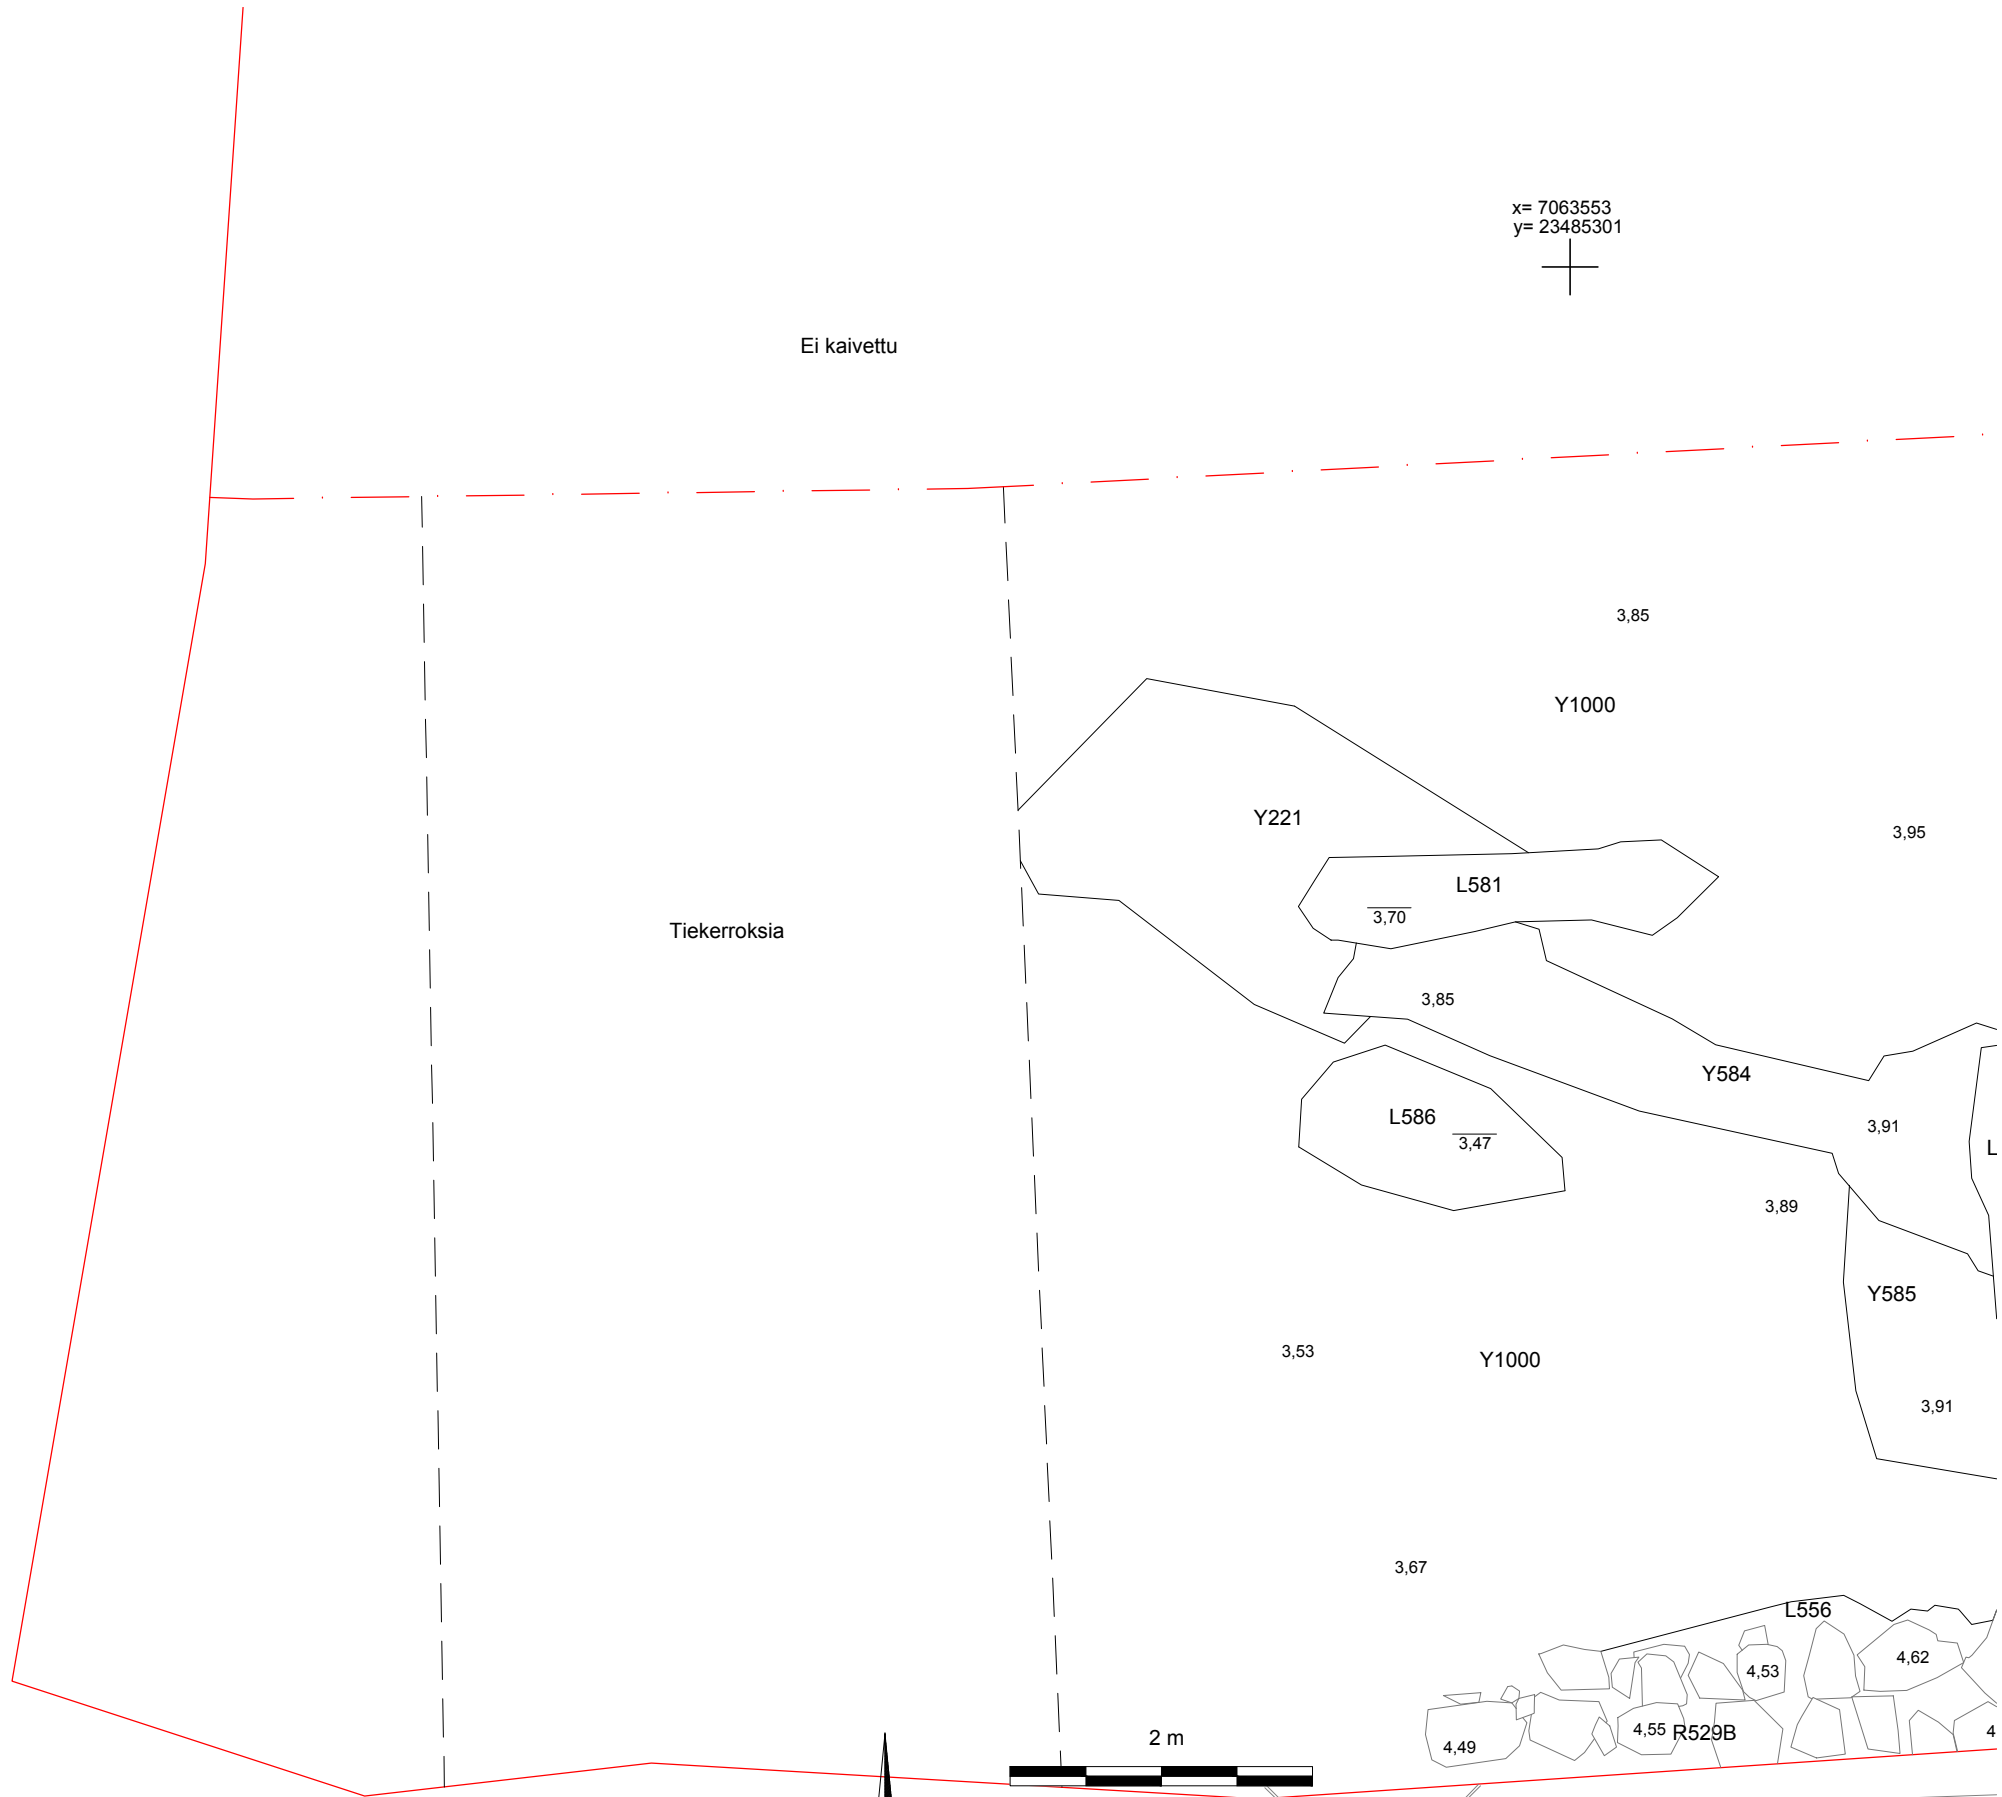 x= 7063553
y= 23485301
Ei kaivettu
3,85
Y1000
Y221
3,95
L581
3,70
Tiekerroksia
3,85
Y584
L586
3,91
3,47
L
3,89
Y585
3,53
Y1000
3,91
3,67
L556
4,62
4,53
4,55
R529B
4
2 m
4,49